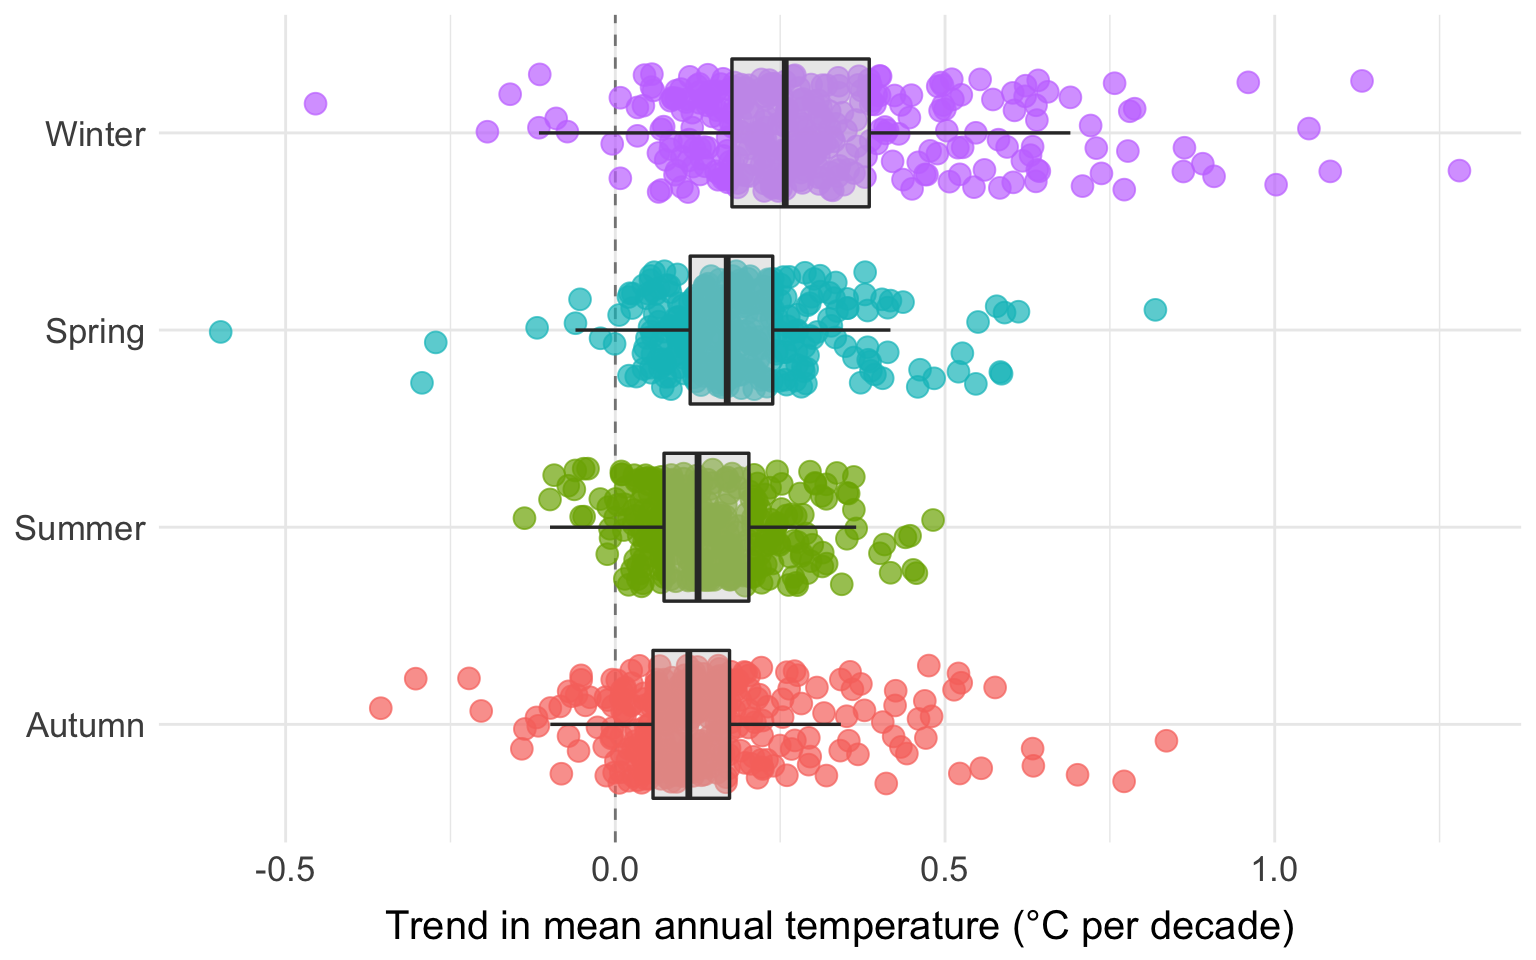 Winter
Spring
Summer
Autumn
-0.5 0.0 0.5 1.0
Trend in mean annual temperature (°C per decade)